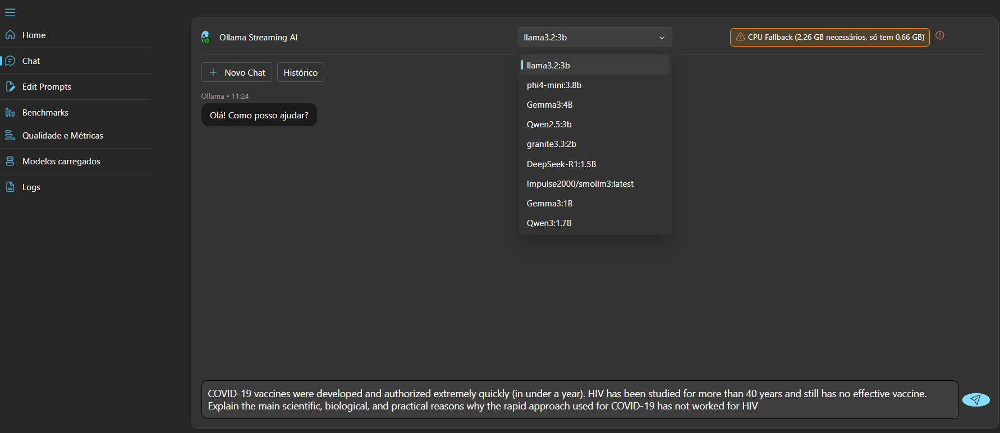 Home
Chat
Edit Prompts
Benchmarks
Qualidade e Métricas
Modelos carregados
Logs
Ollama Streaming AI
llama3.2:3b
CPU Fallback (2,26 GB necessários, só tem 0,66 GB)
Novo Chat
Histórico
Ollama • 11:24
Olá! Como posso ajudar?
llama3.2:3b
phi4-mini:3.8b
Gemma3:4B
Qwen2.5:3b
granite3.3:2b
DeepSeek-R1:1.5B
Impulse2000/smollm3:latest
Gemma3:1B
Qwen3:1.7B
COVID-19 vaccines were developed and authorized extremely quickly (in under a year). HIV has been studied for more than 40 years and still has no effective vaccine.
Explain the main scientific, biological, and practical reasons why the rapid approach used for COVID-19 has not worked for HIV